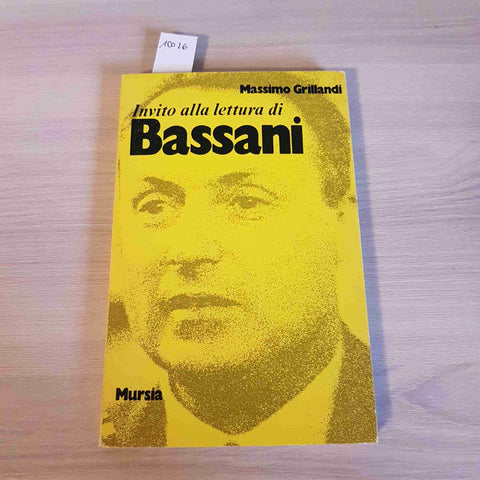 10026
Massimo Grillandi
Invito alla lettura di
Bassani
Mursia